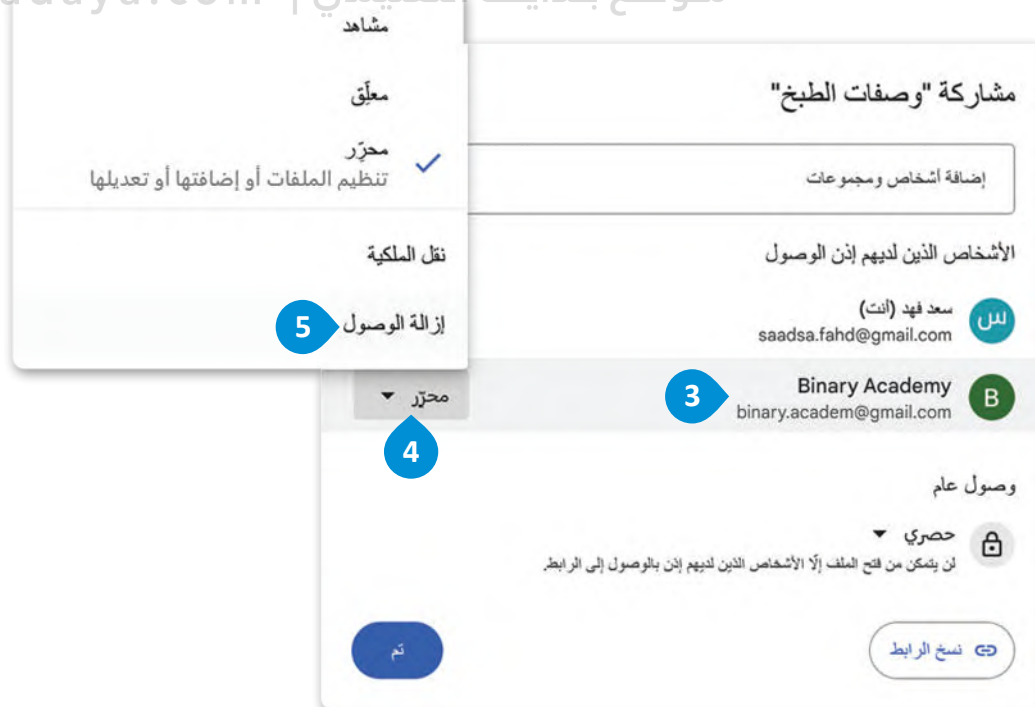 مشاركة "وصفات الطبخ"
إضافة أشخاص ومجموعات
الأشخاص الذين لديهم إذن الوصول
س
سعد فهد (أنت)
saadsa.fahd@gmail.com
B
Binary Academy
binary.academ@gmail.com
3
محرّر
4
مشاهد
معلّق
محرّر
تنظيم الملفات أو إضافتها أو تعديلها
نقل الملكية
إزالة الوصول
5
وصول عام
حصري
لن يتمكن من فتح الملف إلّا الأشخاص الذين لديهم إذن بالوصول إلى الرابط.
نسخ الرابط
تم